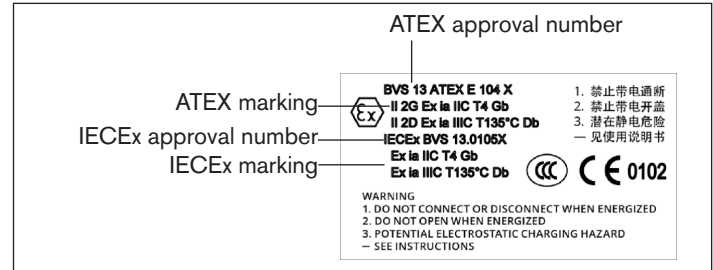 ATEX approval number
ATEX marking
IECEx approval number
IECEx marking
BVS 13 ATEX E 104 X
II 2G Ex ia IIC T4 Gb
II 2D Ex ia IIIC T135°C Db
IECEx BVS 13.0105X
Ex ia IIC T4 Gb
Ex ia IIIC T135°C Db
εx
1. 禁止带电通断
2. 禁止带电开盖
3. 潜在静电危险
— 见使用说明书
CCC CE 0102
WARNING
1. DO NOT CONNECT OR DISCONNECT WHEN ENERGIZED
2. DO NOT OPEN WHEN ENERGIZED
3. POTENTIAL ELECTROSTATIC CHARGING HAZARD
— SEE INSTRUCTIONS